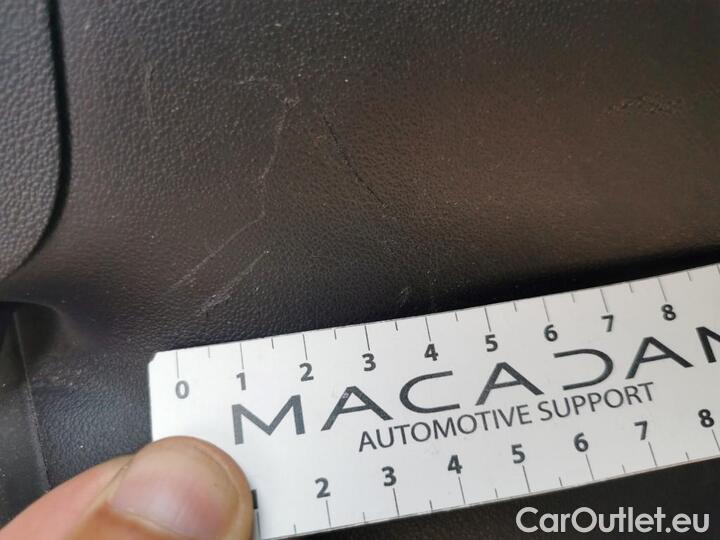 0 1 2 3 4 5 6 7 8
MACADAM
AUTOMOTIVE SUPPORT
2 3 4 5 6 7 8
CarOutlet.eu